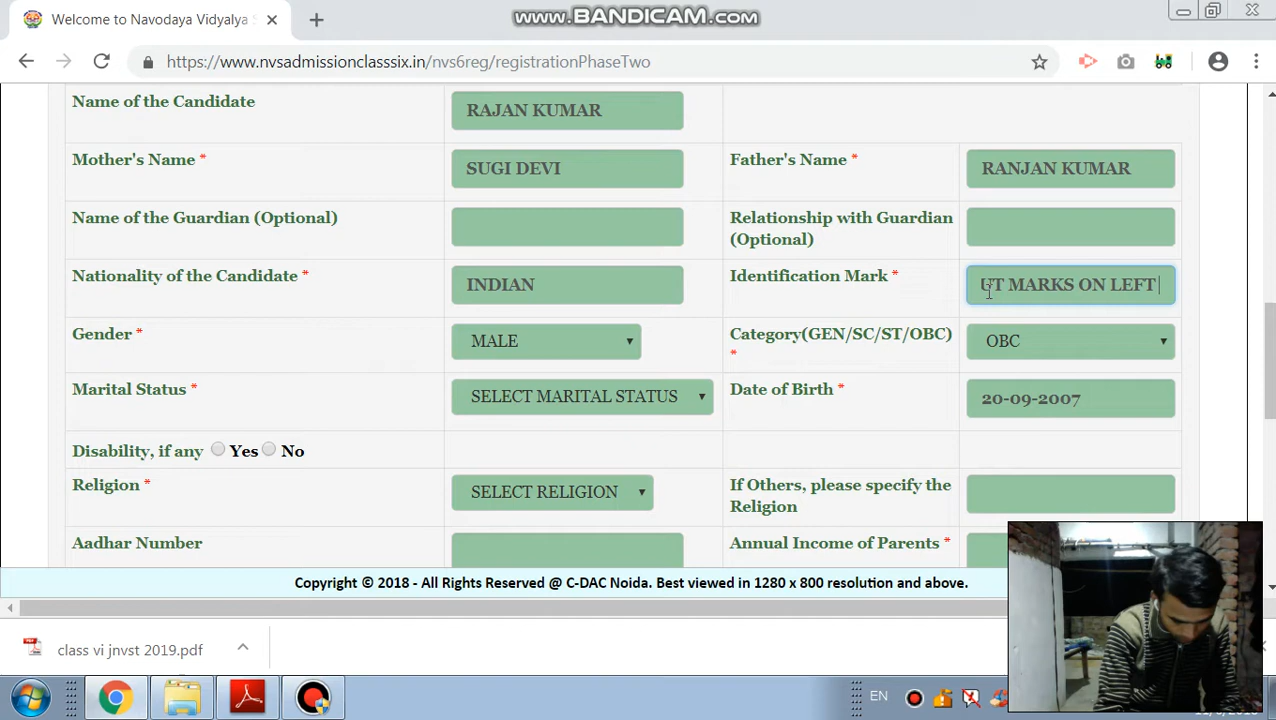 Welcome to Navodaya Vidyalya
www.BANDICAM.com
https://www.nvsadmissionclasssix.in/nvs6reg/registrationPhaseTwo
Name of the Candidate
RAJAN KUMAR
Mother's Name *
SUGI DEVI
Father's Name *
RANJAN KUMAR
Name of the Guardian (Optional)
Relationship with Guardian
(Optional)
Nationality of the Candidate *
INDIAN
Identification Mark *
UT MARKS ON LEFT
Gender *
MALE
Category(GEN/SC/ST/OBC)
*
OBC
Marital Status *
SELECT MARITAL STATUS
Date of Birth *
20-09-2007
Disability, if any Yes No
Religion *
SELECT RELIGION
If Others, please specify the
Religion
Aadhar Number
Annual Income of Parents *
Copyright © 2018 - All Rights Reserved @ C-DAC Noida. Best viewed in 1280 x 800 resolution and above.
class vi jnvst 2019.pdf
EN